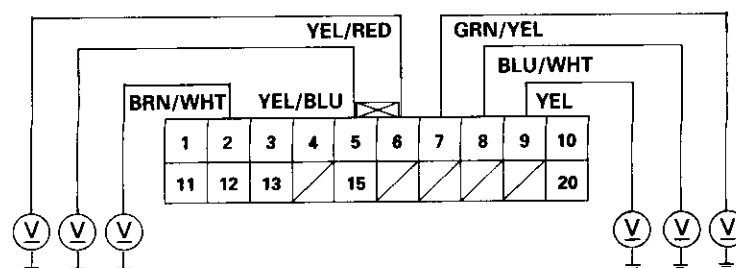 YEL/RED GRN/YEL
BLU/WHT
BRN/WHT YEL/BLU YEL
1 2 3 4 5 6 7 8 9 10
11 12 13 15 20
V V V V V V